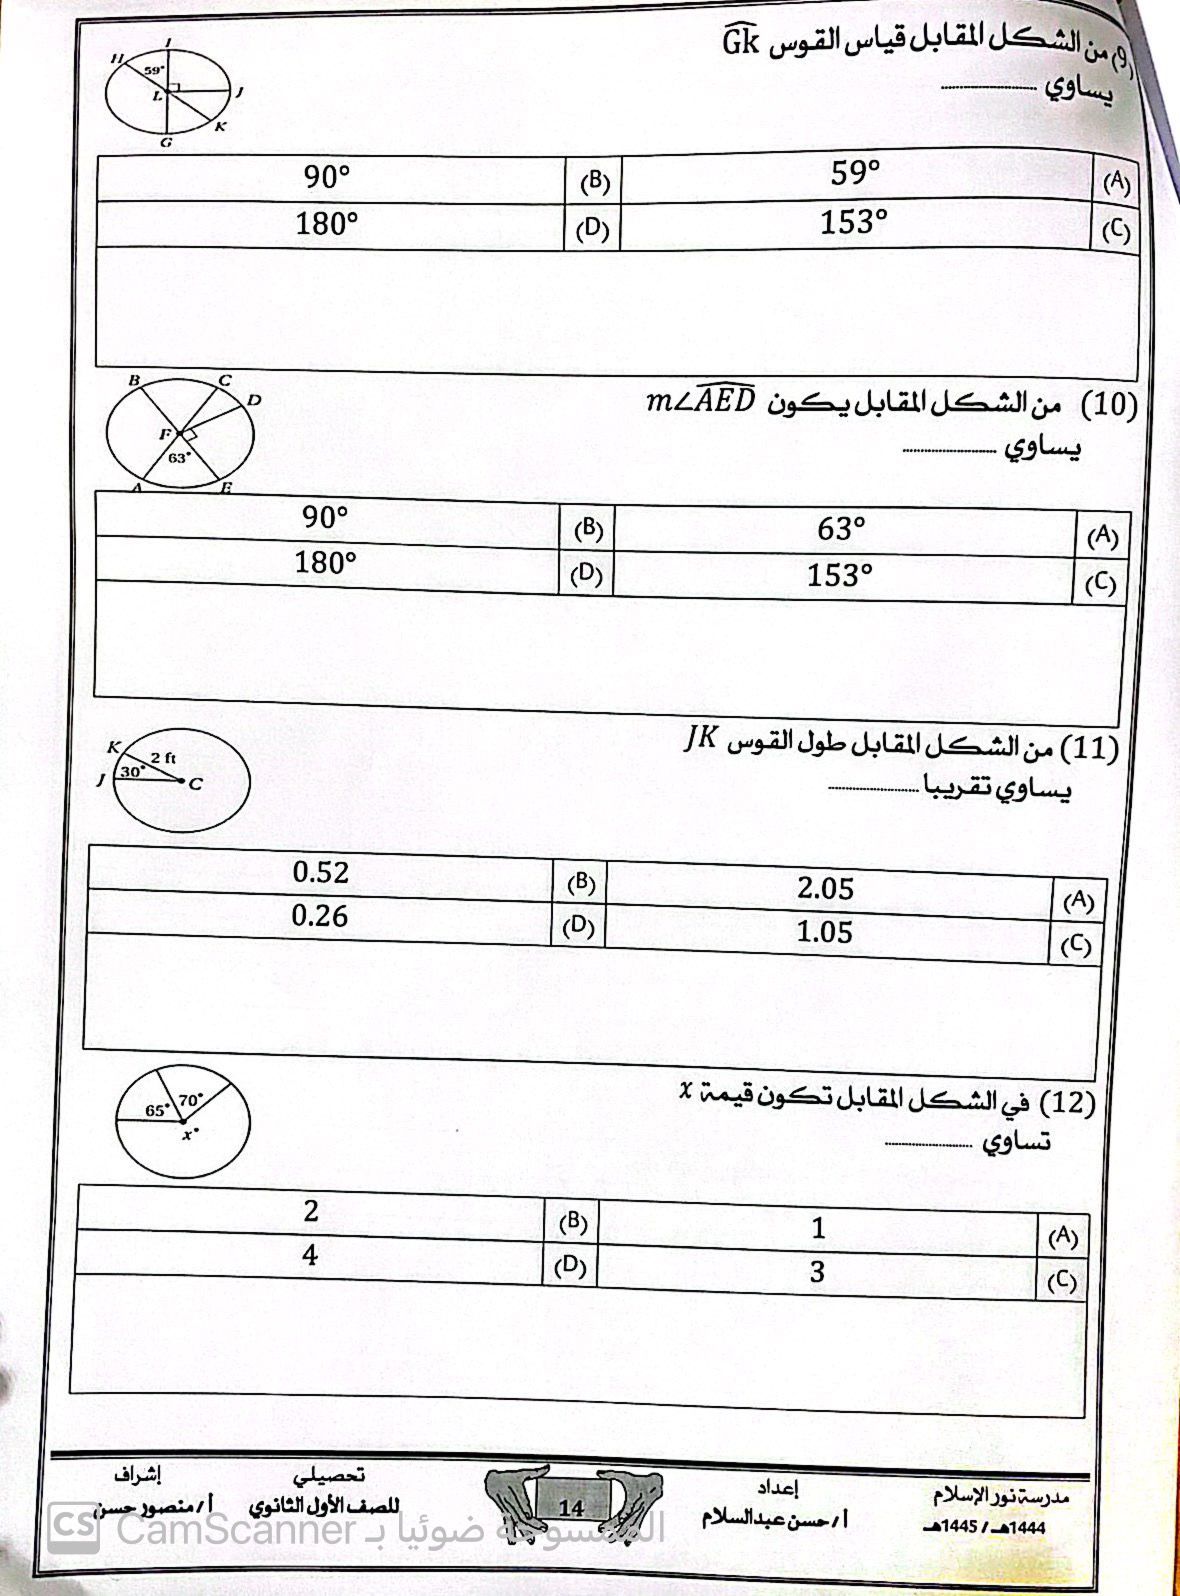 (9) من الشكل المقابل قياس القوس Gk
يساوي ............
H
I
59°
L
J
K
G
(A) 59° (B) 90°
(C) 153° (D) 180°
(10) من الشكل المقابل يكون m∠AED
يساوي ............
B
C
D
F
63°
A
E
(A) 63° (B) 90°
(C) 153° (D) 180°
(11) من الشكل المقابل طول القوس JK
يساوي تقريبا ............
K
2 ft
J
30°
C
(A) 2.05 (B) 0.52
(C) 1.05 (D) 0.26
(12) في الشكل المقابل تكون قيمة x
تساوي ............
65°
70°
x°
(A) 1 (B) 2
(C) 3 (D) 4
مدرسة نور الإسلام
1444هـ / 1445هـ
إعداد
أ/ حسن عبدالسلام
14
تحصيلي
للصف الأول الثانوي
إشراف
أ/ منصور حسن
الممسوحة ضوئيا بـ CamScanner
CS